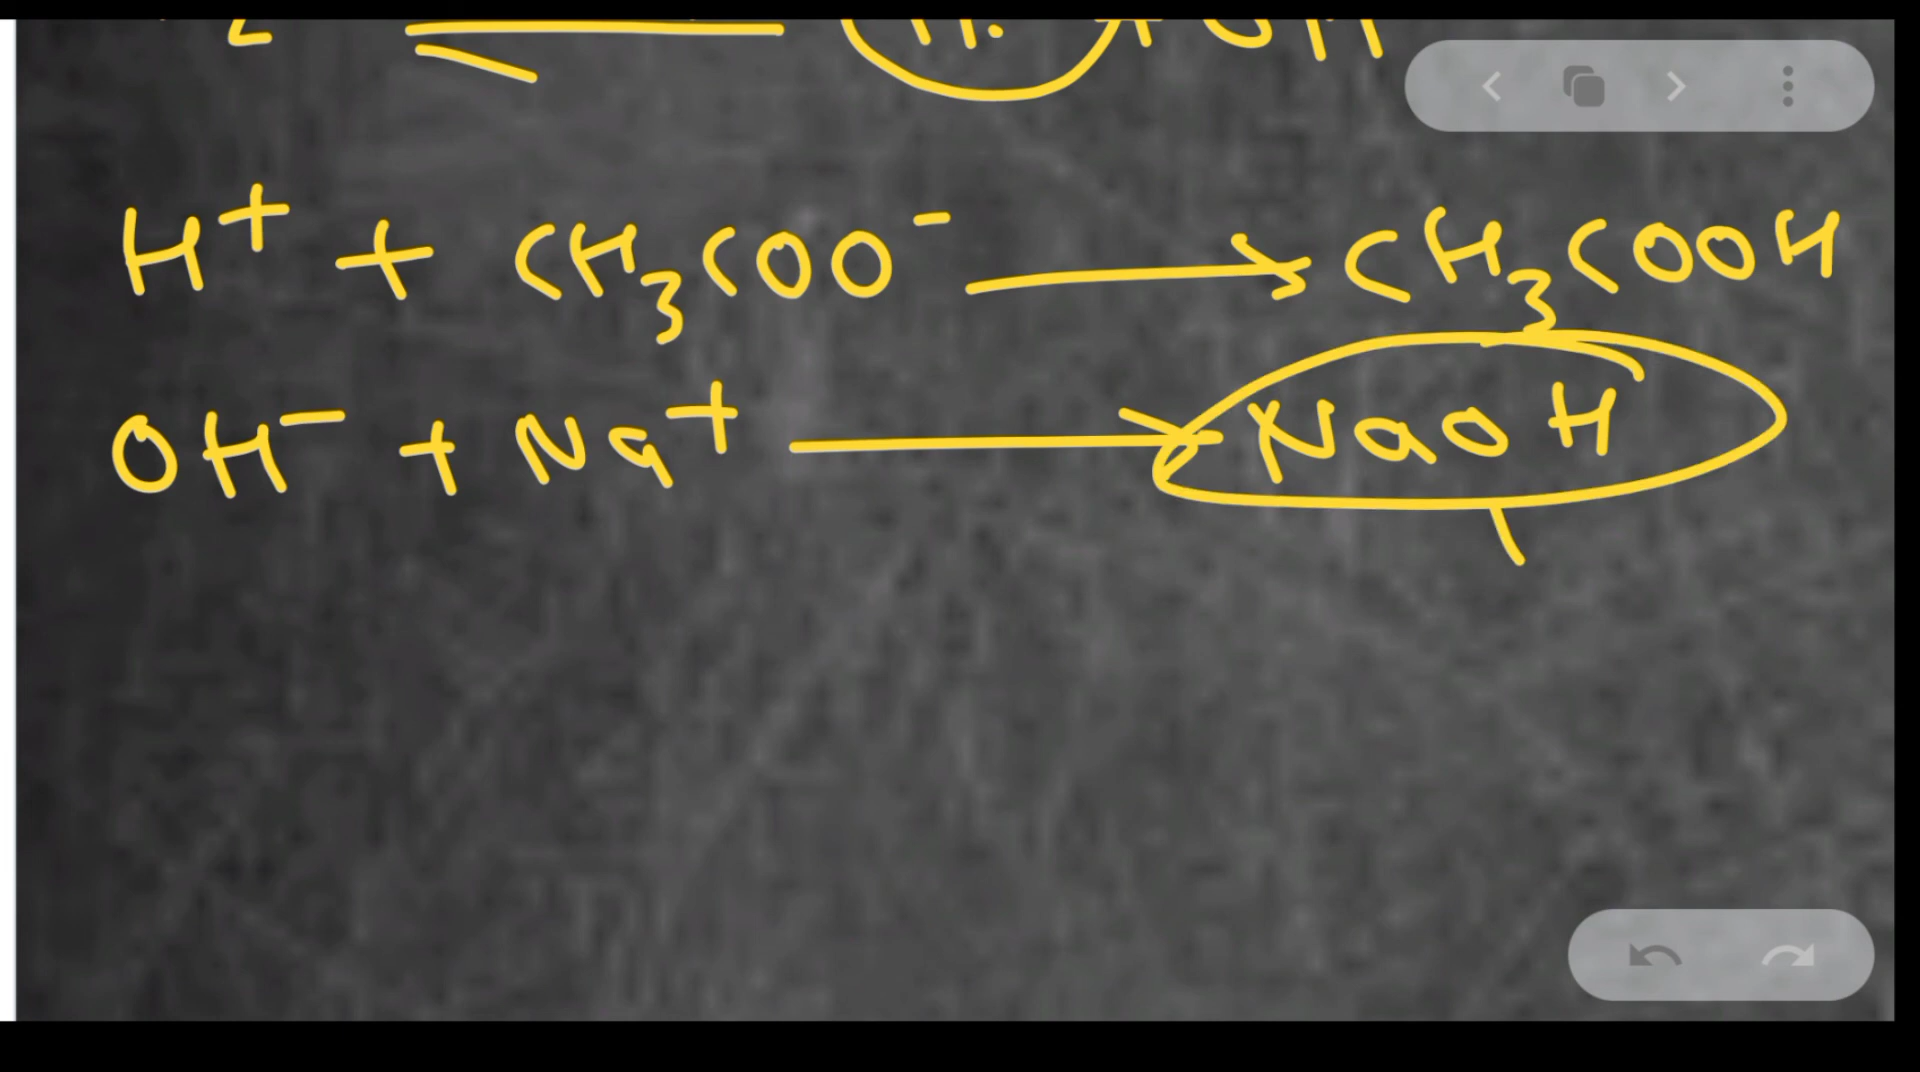 H⁺ + CH₃COO⁻ → CH₃COOH
OH⁻ + Na⁺ → NaOH